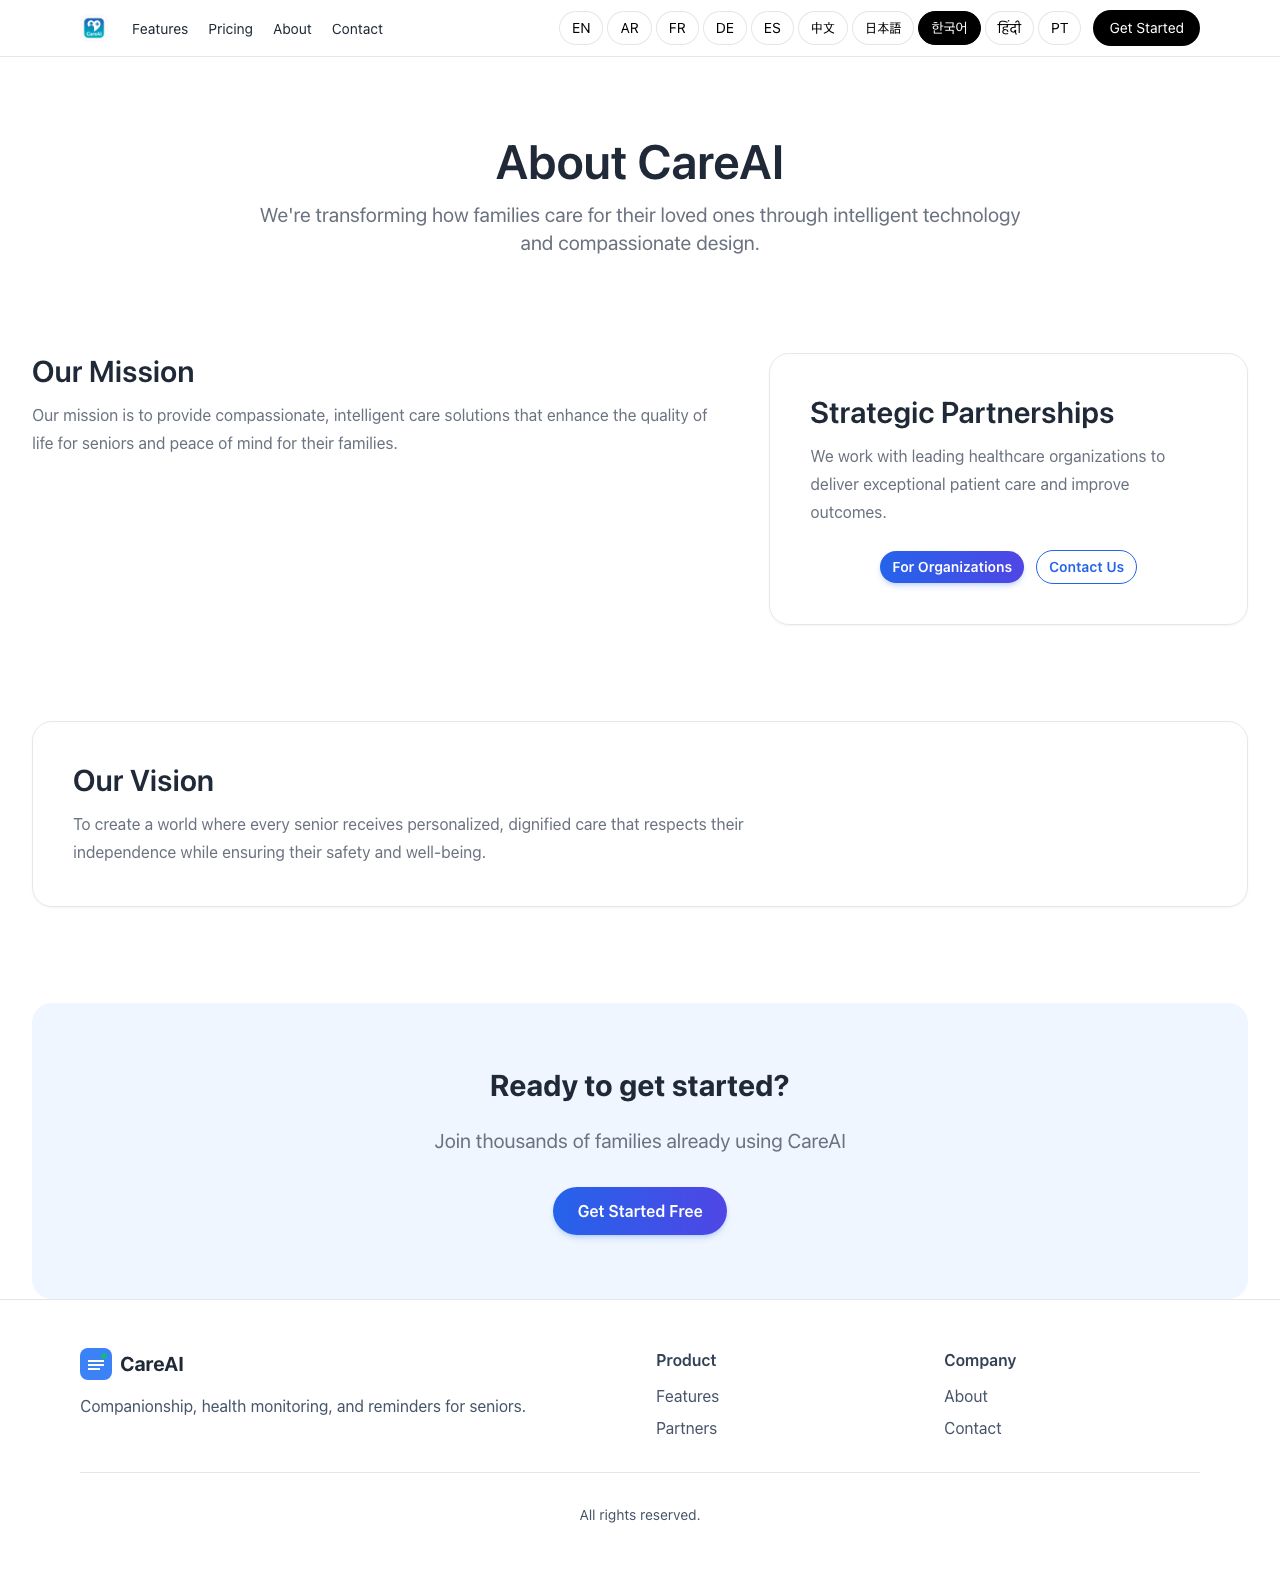 CareAI
Features
Pricing
About
Contact
EN
AR
FR
DE
ES
中文
日本語
한국어
हिंदी
PT
Get Started
About CareAI
We're transforming how families care for their loved ones through intelligent technology
and compassionate design.
Our Mission
Our mission is to provide compassionate, intelligent care solutions that enhance the quality of
life for seniors and peace of mind for their families.
Strategic Partnerships
We work with leading healthcare organizations to
deliver exceptional patient care and improve
outcomes.
For Organizations
Contact Us
Our Vision
To create a world where every senior receives personalized, dignified care that respects their
independence while ensuring their safety and well-being.
Ready to get started?
Join thousands of families already using CareAI
Get Started Free
CareAI
Companionship, health monitoring, and reminders for seniors.
Product
Features
Partners
Company
About
Contact
All rights reserved.